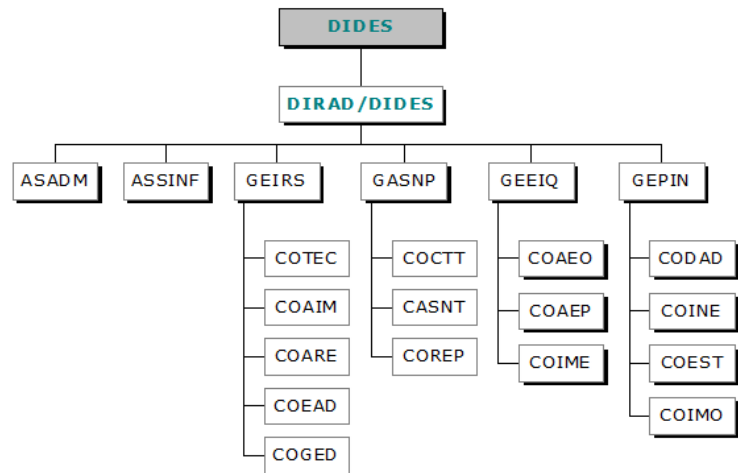 DIDES
DIRAD/DIDES
ASADM
ASSINF
GEIRS
GASNP
GEEIQ
GEPIN
COTEC
COCTT
COAEO
CODAD
COAIM
CASNT
COAEP
COINE
COARE
COREP
COIME
COEST
COEAD
COIMO
COGED